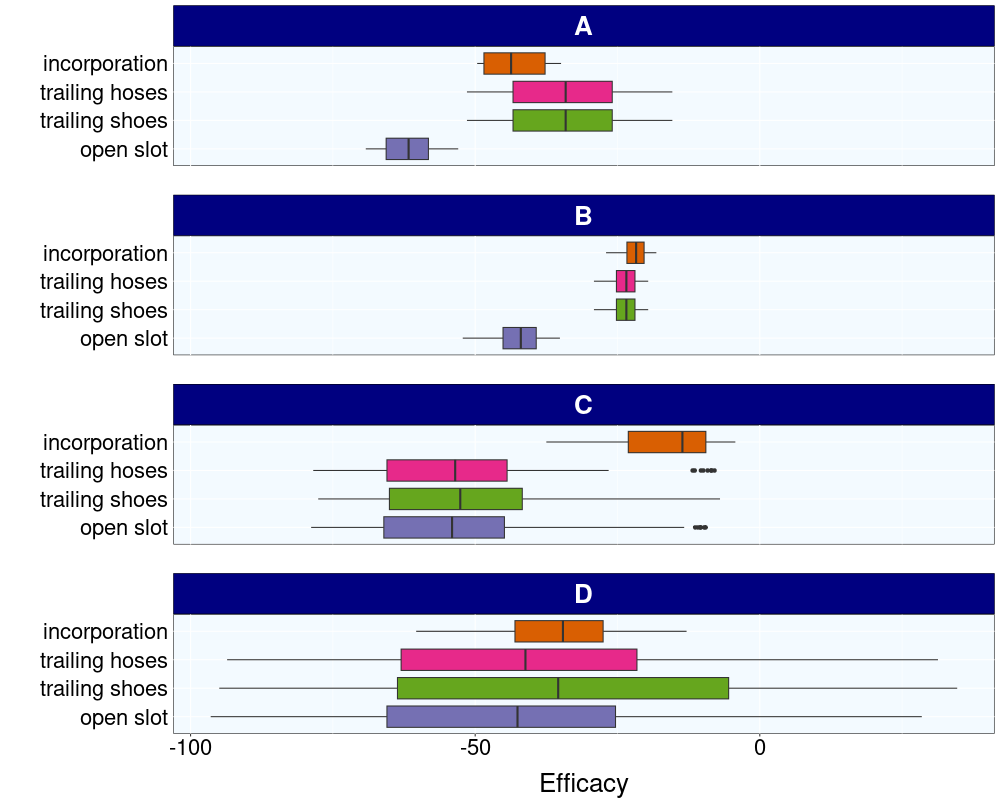 A
incorporation
trailing hoses
trailing shoes
open slot
B
incorporation
trailing hoses
trailing shoes
open slot
C
incorporation
trailing hoses
trailing shoes
open slot
D
incorporation
trailing hoses
trailing shoes
open slot
-100 -50 0
Efficacy